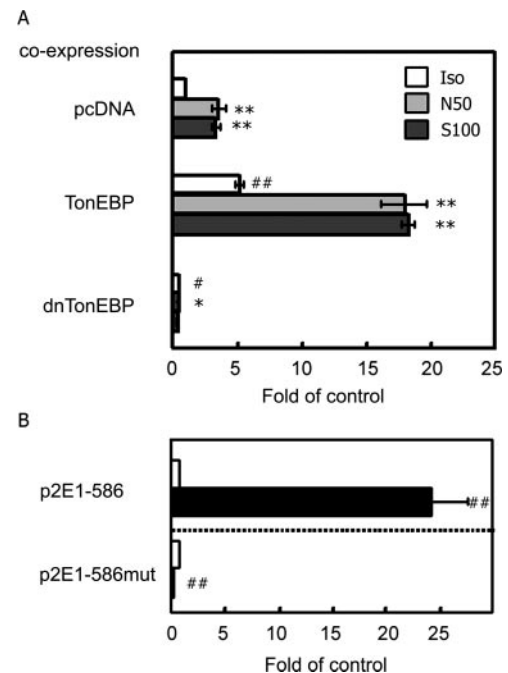 A
co-expression
Iso
N50
S100
pcDNA
**
**
TonEBP
##
**
**
dnTonEBP
#
*
0 5 10 15 20 25
Fold of control
B
p2E1-586
##
p2E1-586mut
##
0 5 10 15 20 25
Fold of control